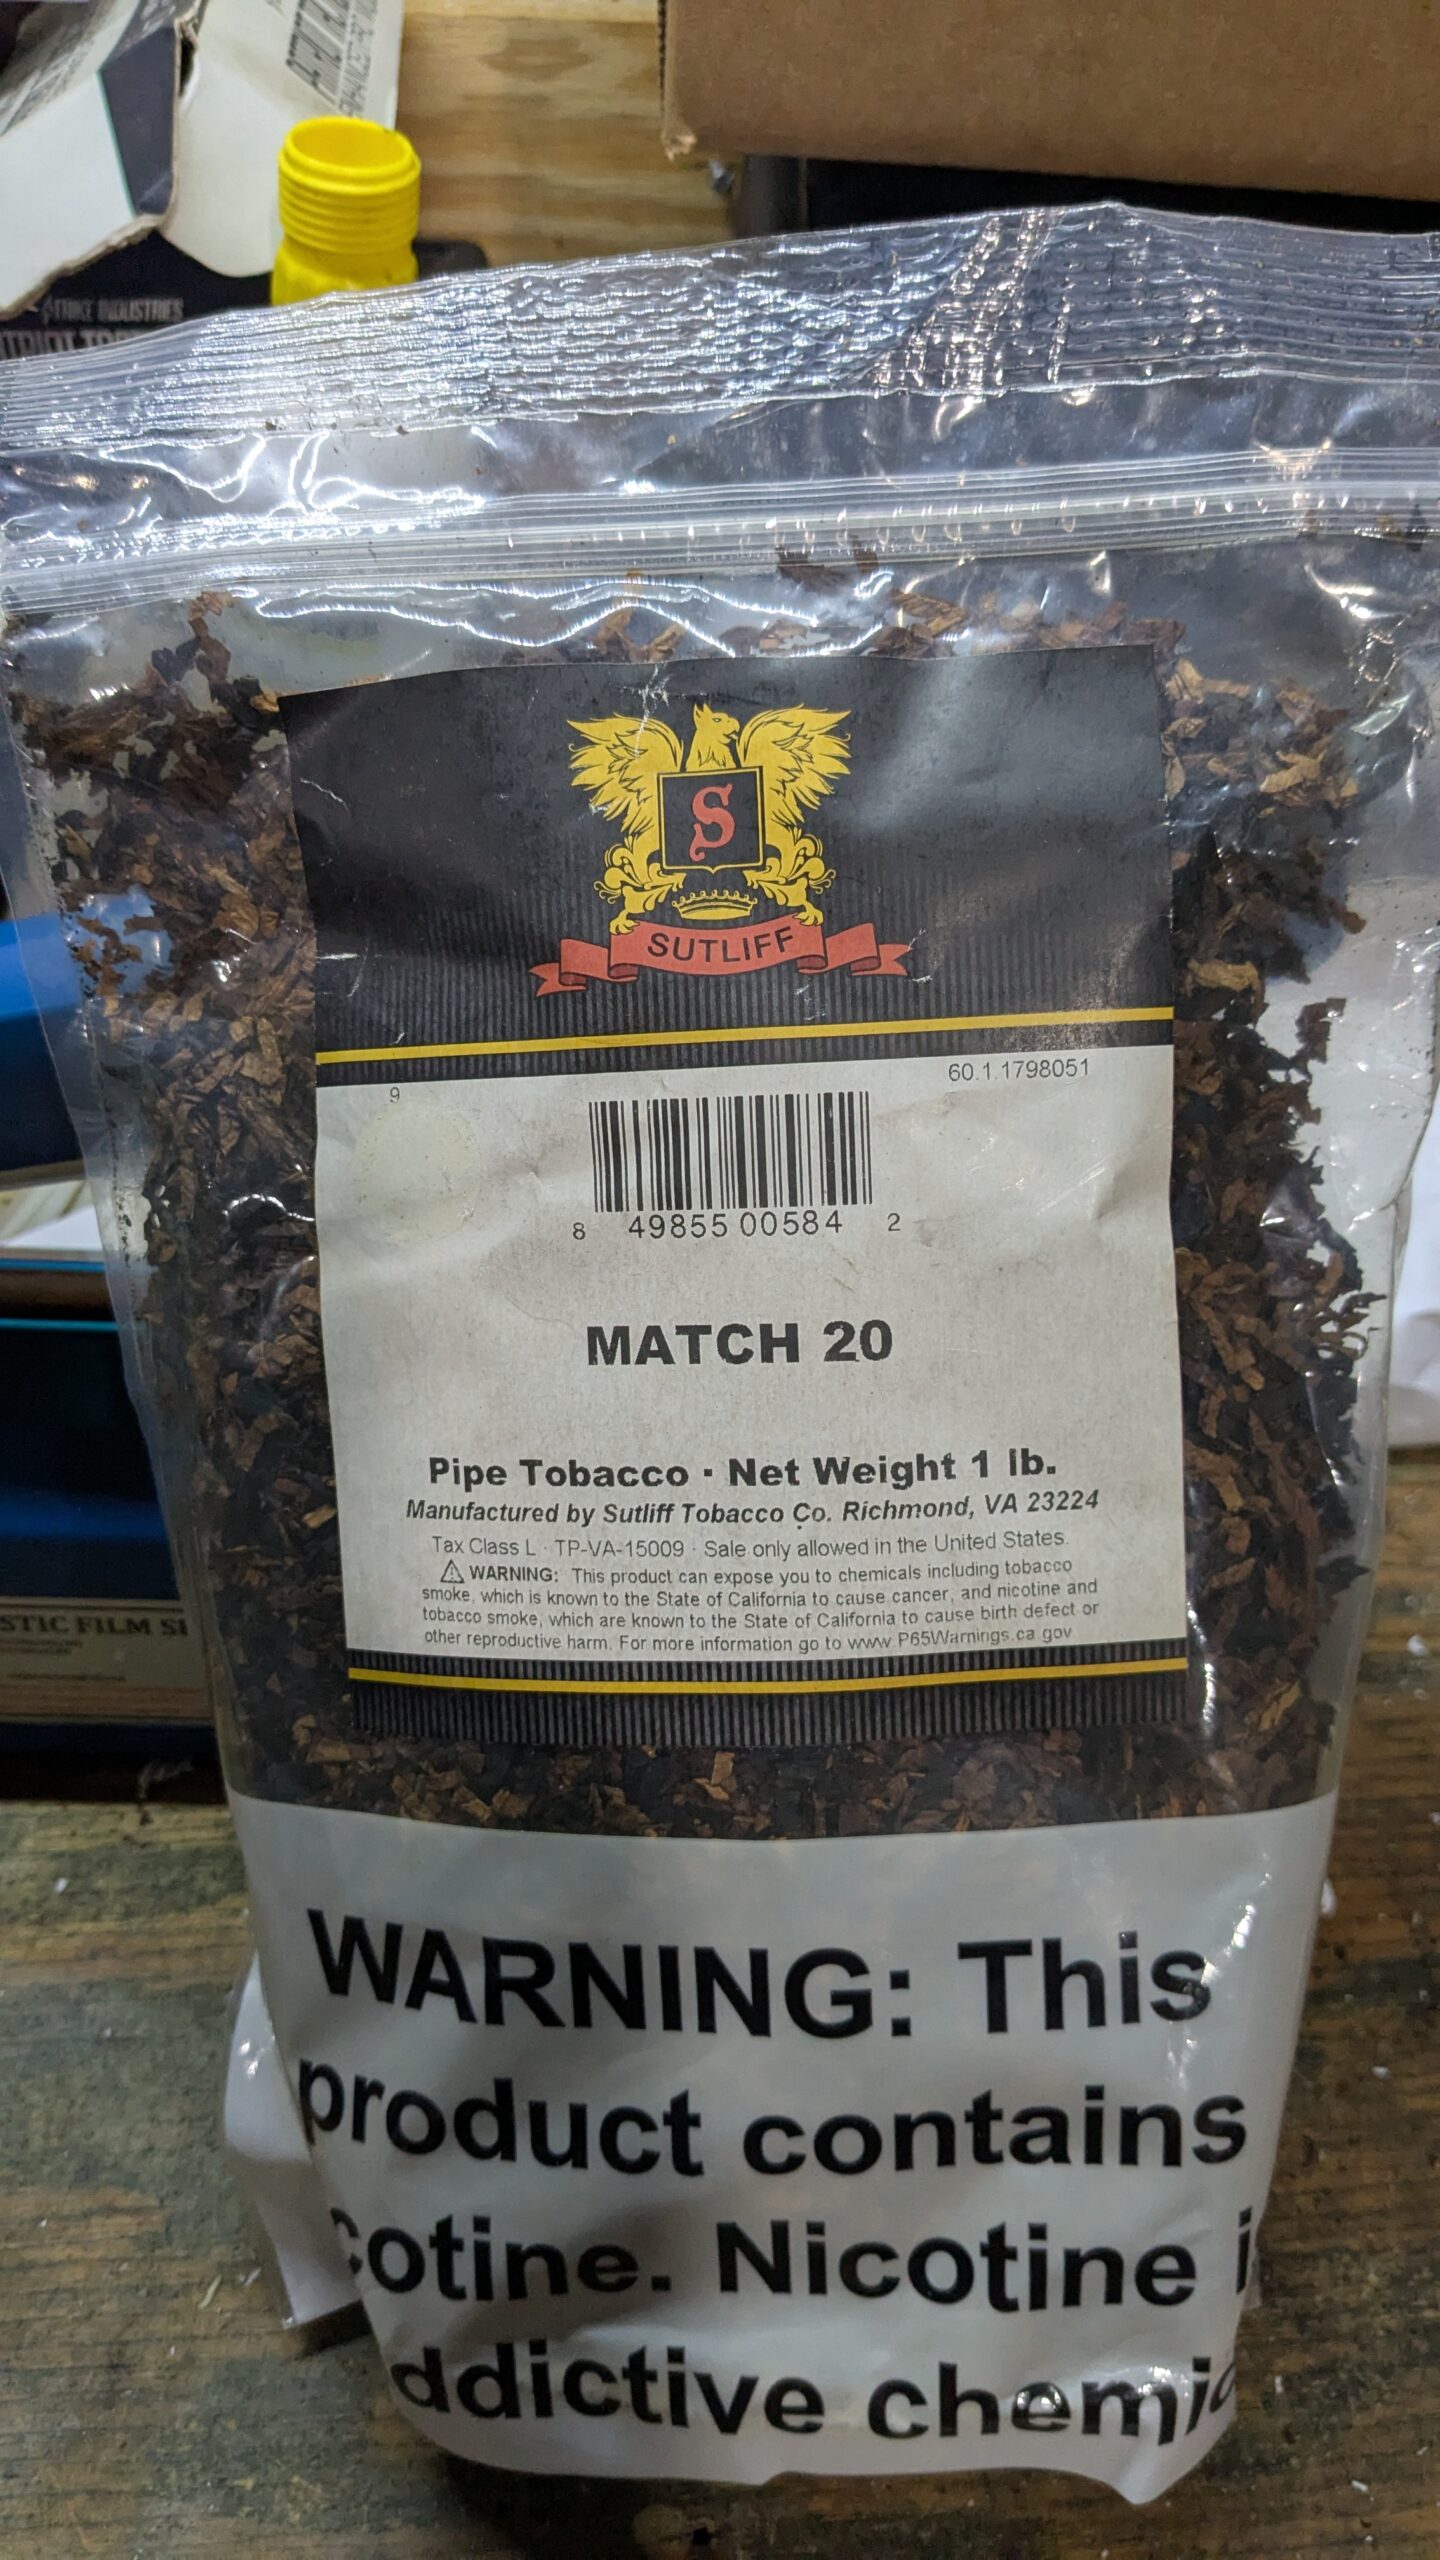 STRIKE INDUSTRIES
S
SUTLIFF
60.1.1798051
9
8 49855 00584 2
MATCH 20
Pipe Tobacco · Net Weight 1 lb.
Manufactured by Sutliff Tobacco Co. Richmond, VA 23224
Tax Class L · TP-VA-15009 · Sale only allowed in the United States.
⚠ WARNING: This product can expose you to chemicals including tobacco
smoke, which is known to the State of California to cause cancer, and nicotine and
tobacco smoke, which are known to the State of California to cause birth defect or
other reproductive harm. For more information go to www.P65Warnings.ca.gov
STIC FILM
WARNING: This
product contains
cotine. Nicotine i
ddictive chemic